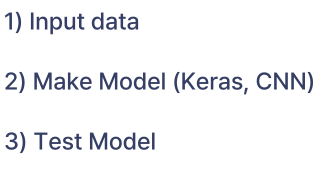 1) Input data
2) Make Model (Keras, CNN)
3) Test Model